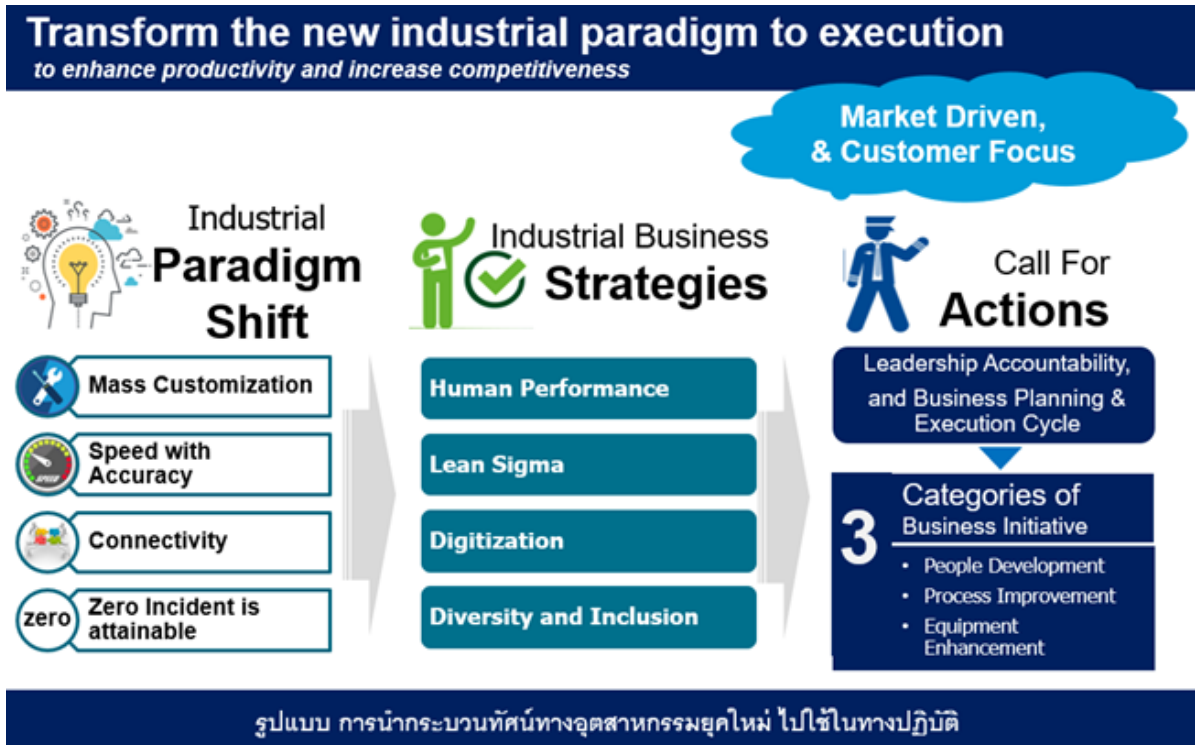 Transform the new industrial paradigm to execution
to enhance productivity and increase competitiveness
Market Driven,
& Customer Focus
Industrial
Paradigm
Shift
Mass Customization
Speed with
Accuracy
SPEED
Connectivity
zero
Zero Incident is
attainable
Industrial Business
Strategies
Human Performance
Lean Sigma
Digitization
Diversity and Inclusion
Call For
Actions
Leadership Accountability,
and Business Planning &
Execution Cycle
3
Categories of
Business Initiative
• People Development
• Process Improvement
• Equipment
Enhancement
รูปแบบ การนำกระบวนทัศน์ทางอุตสาหกรรมยุคใหม่ ไปใช้ในทางปฏิบัติ